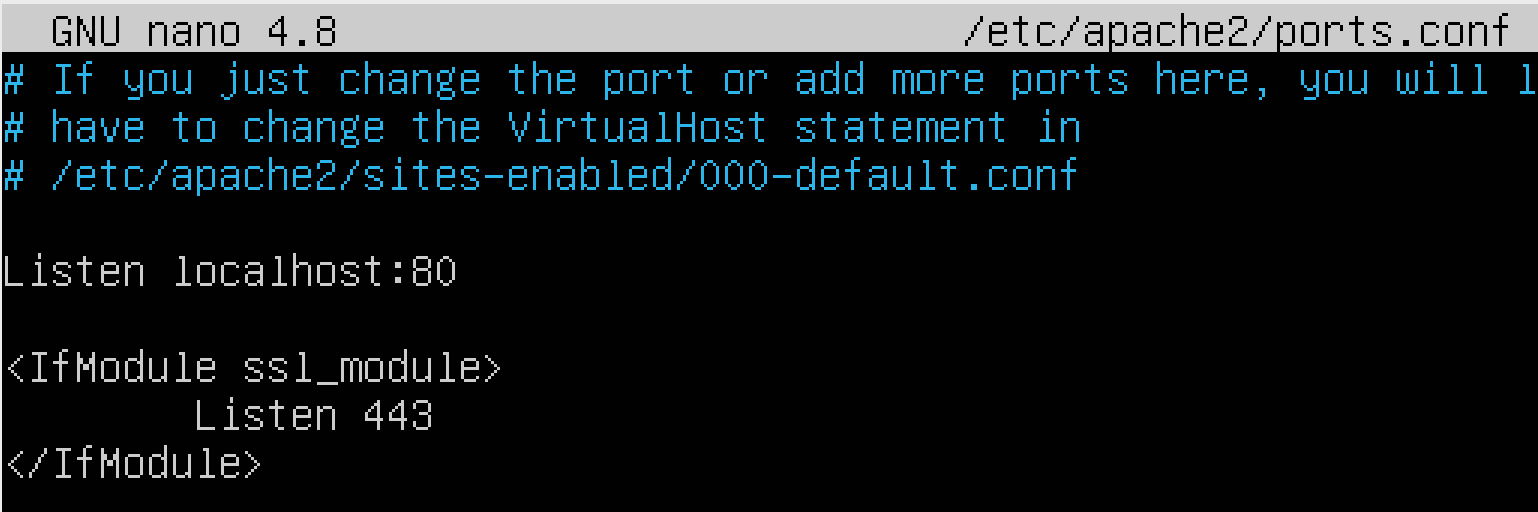 GNU nano 4.8 /etc/apache2/ports.conf
# If you just change the port or add more ports here, you will l
# have to change the VirtualHost statement in
# /etc/apache2/sites-enabled/000-default.conf
Listen localhost:80
<IfModule ssl_module>
Listen 443
</IfModule>